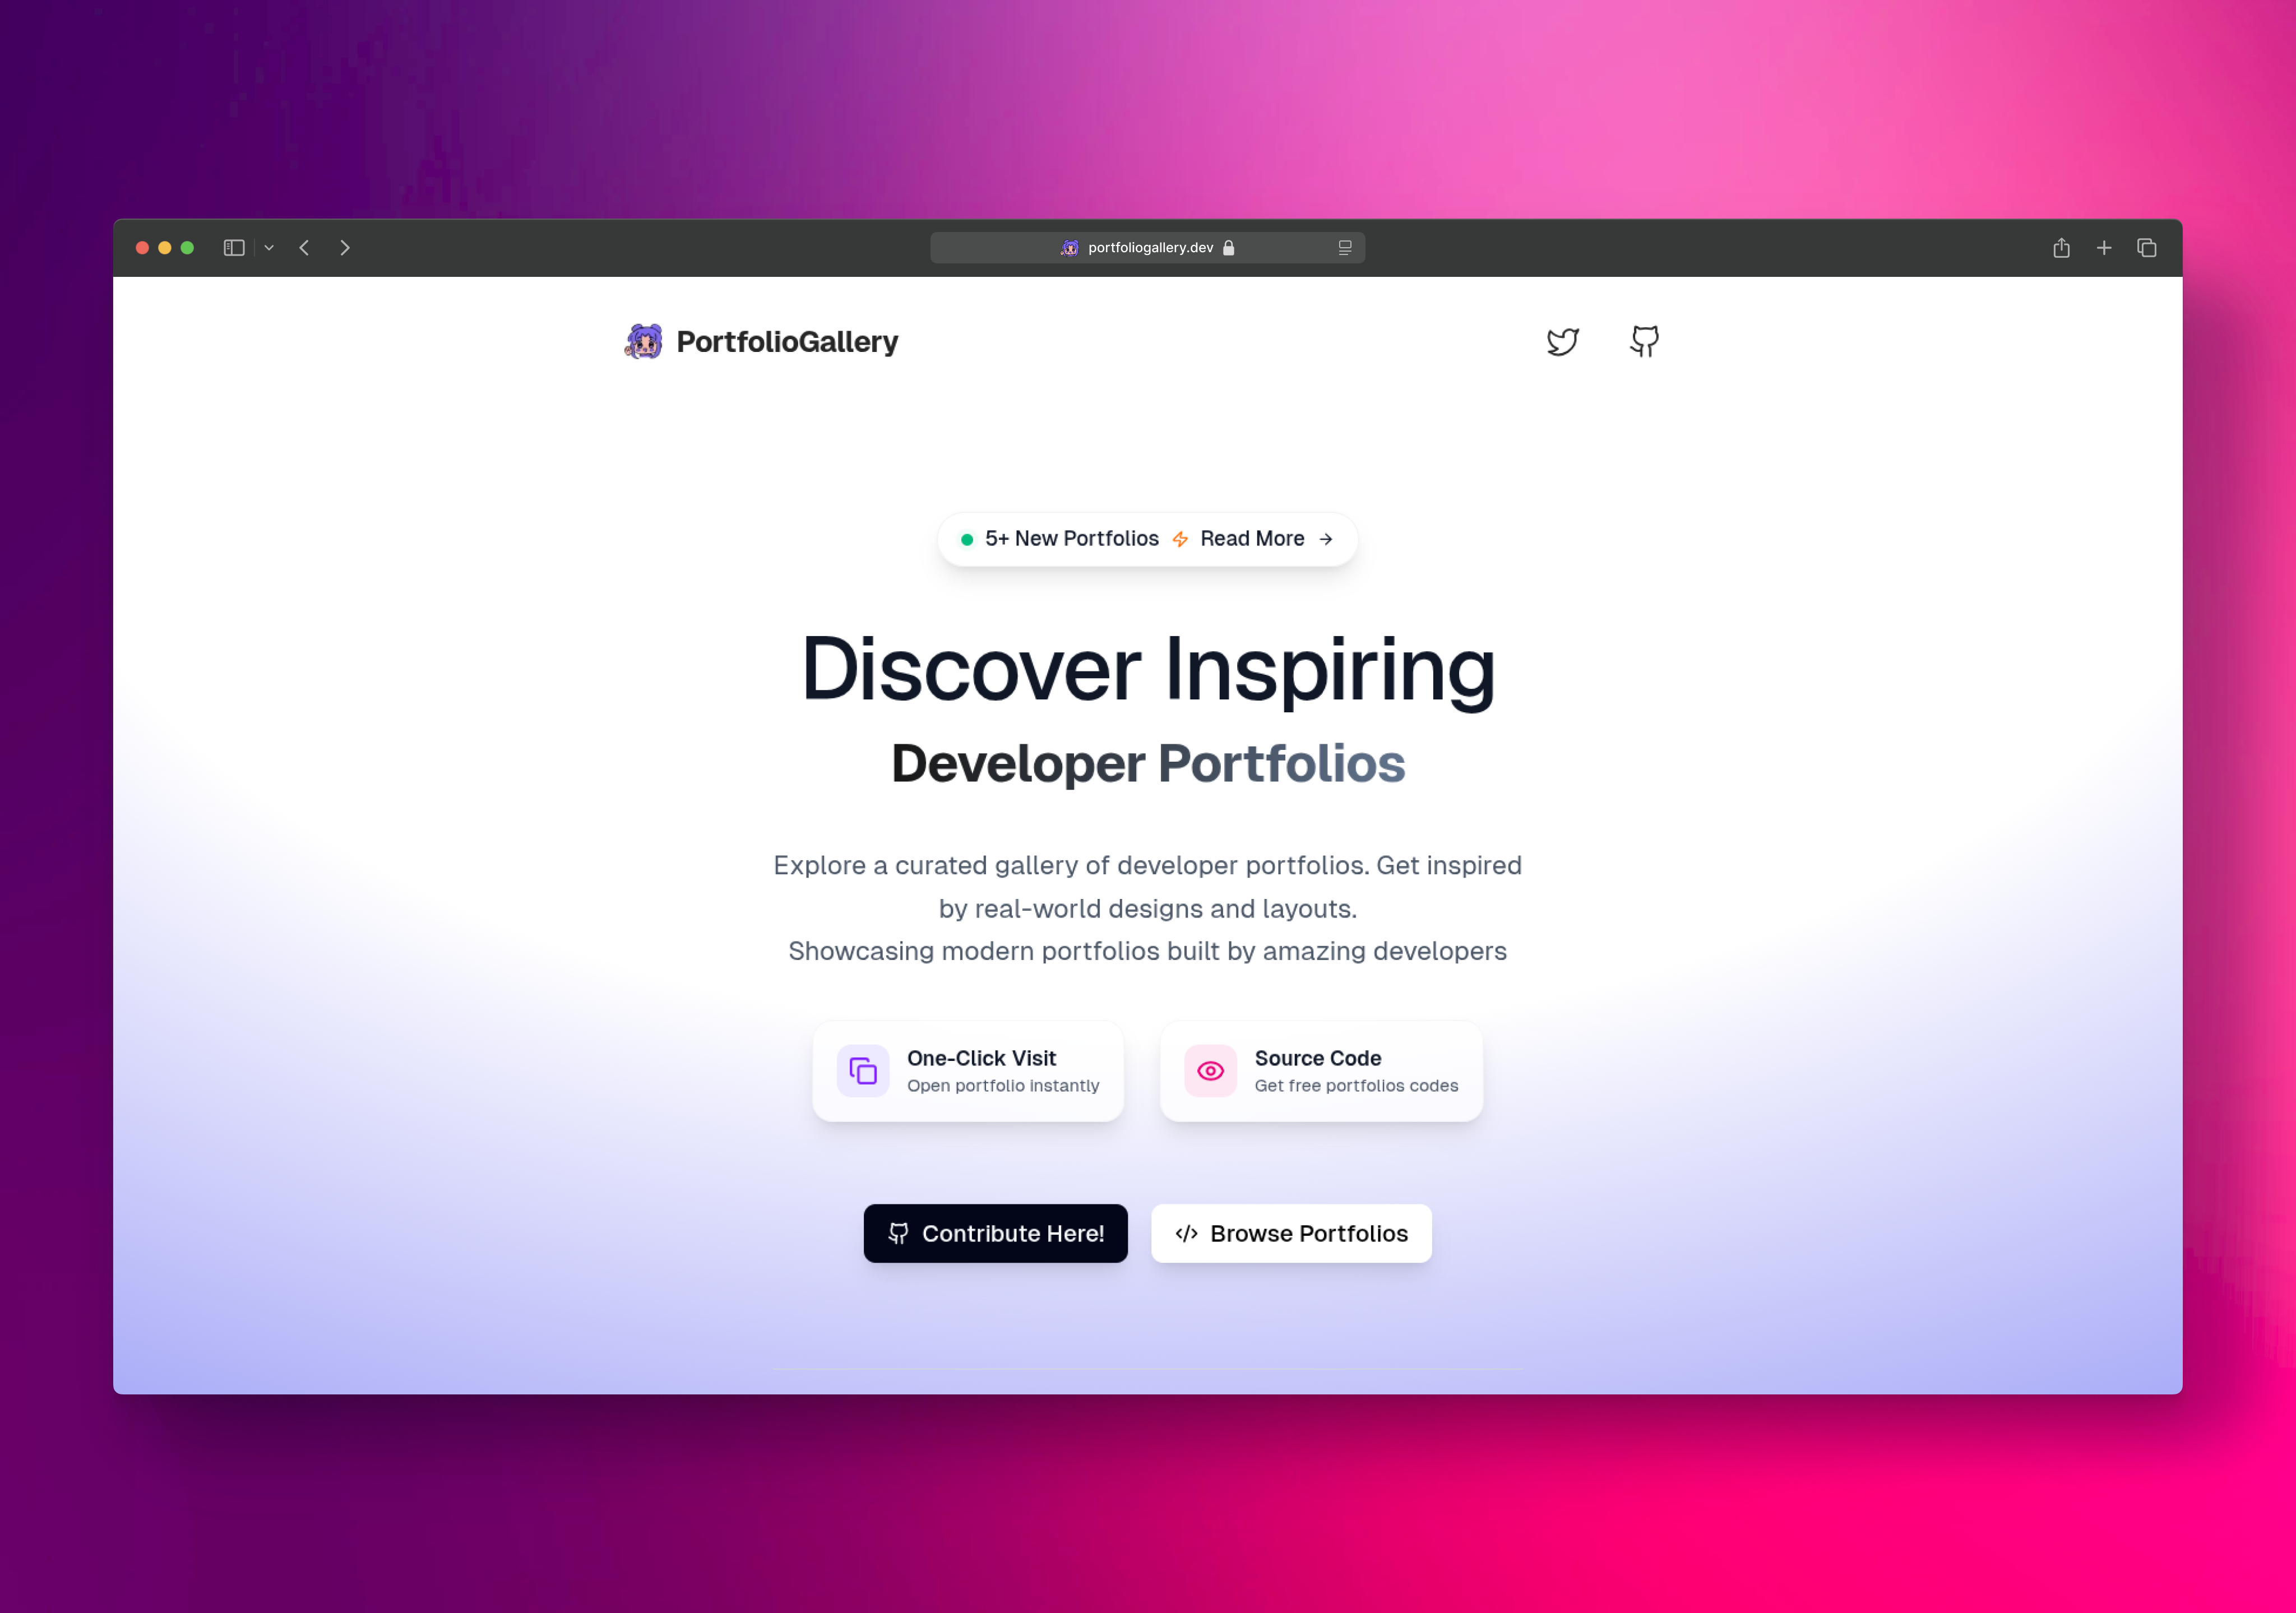 portfoliogallery.dev
PortfolioGallery
5+ New Portfolios Read More
Discover Inspiring
Developer Portfolios
Explore a curated gallery of developer portfolios. Get inspired
by real-world designs and layouts.
Showcasing modern portfolios built by amazing developers
One-Click Visit
Open portfolio instantly
Source Code
Get free portfolios codes
Contribute Here!
Browse Portfolios